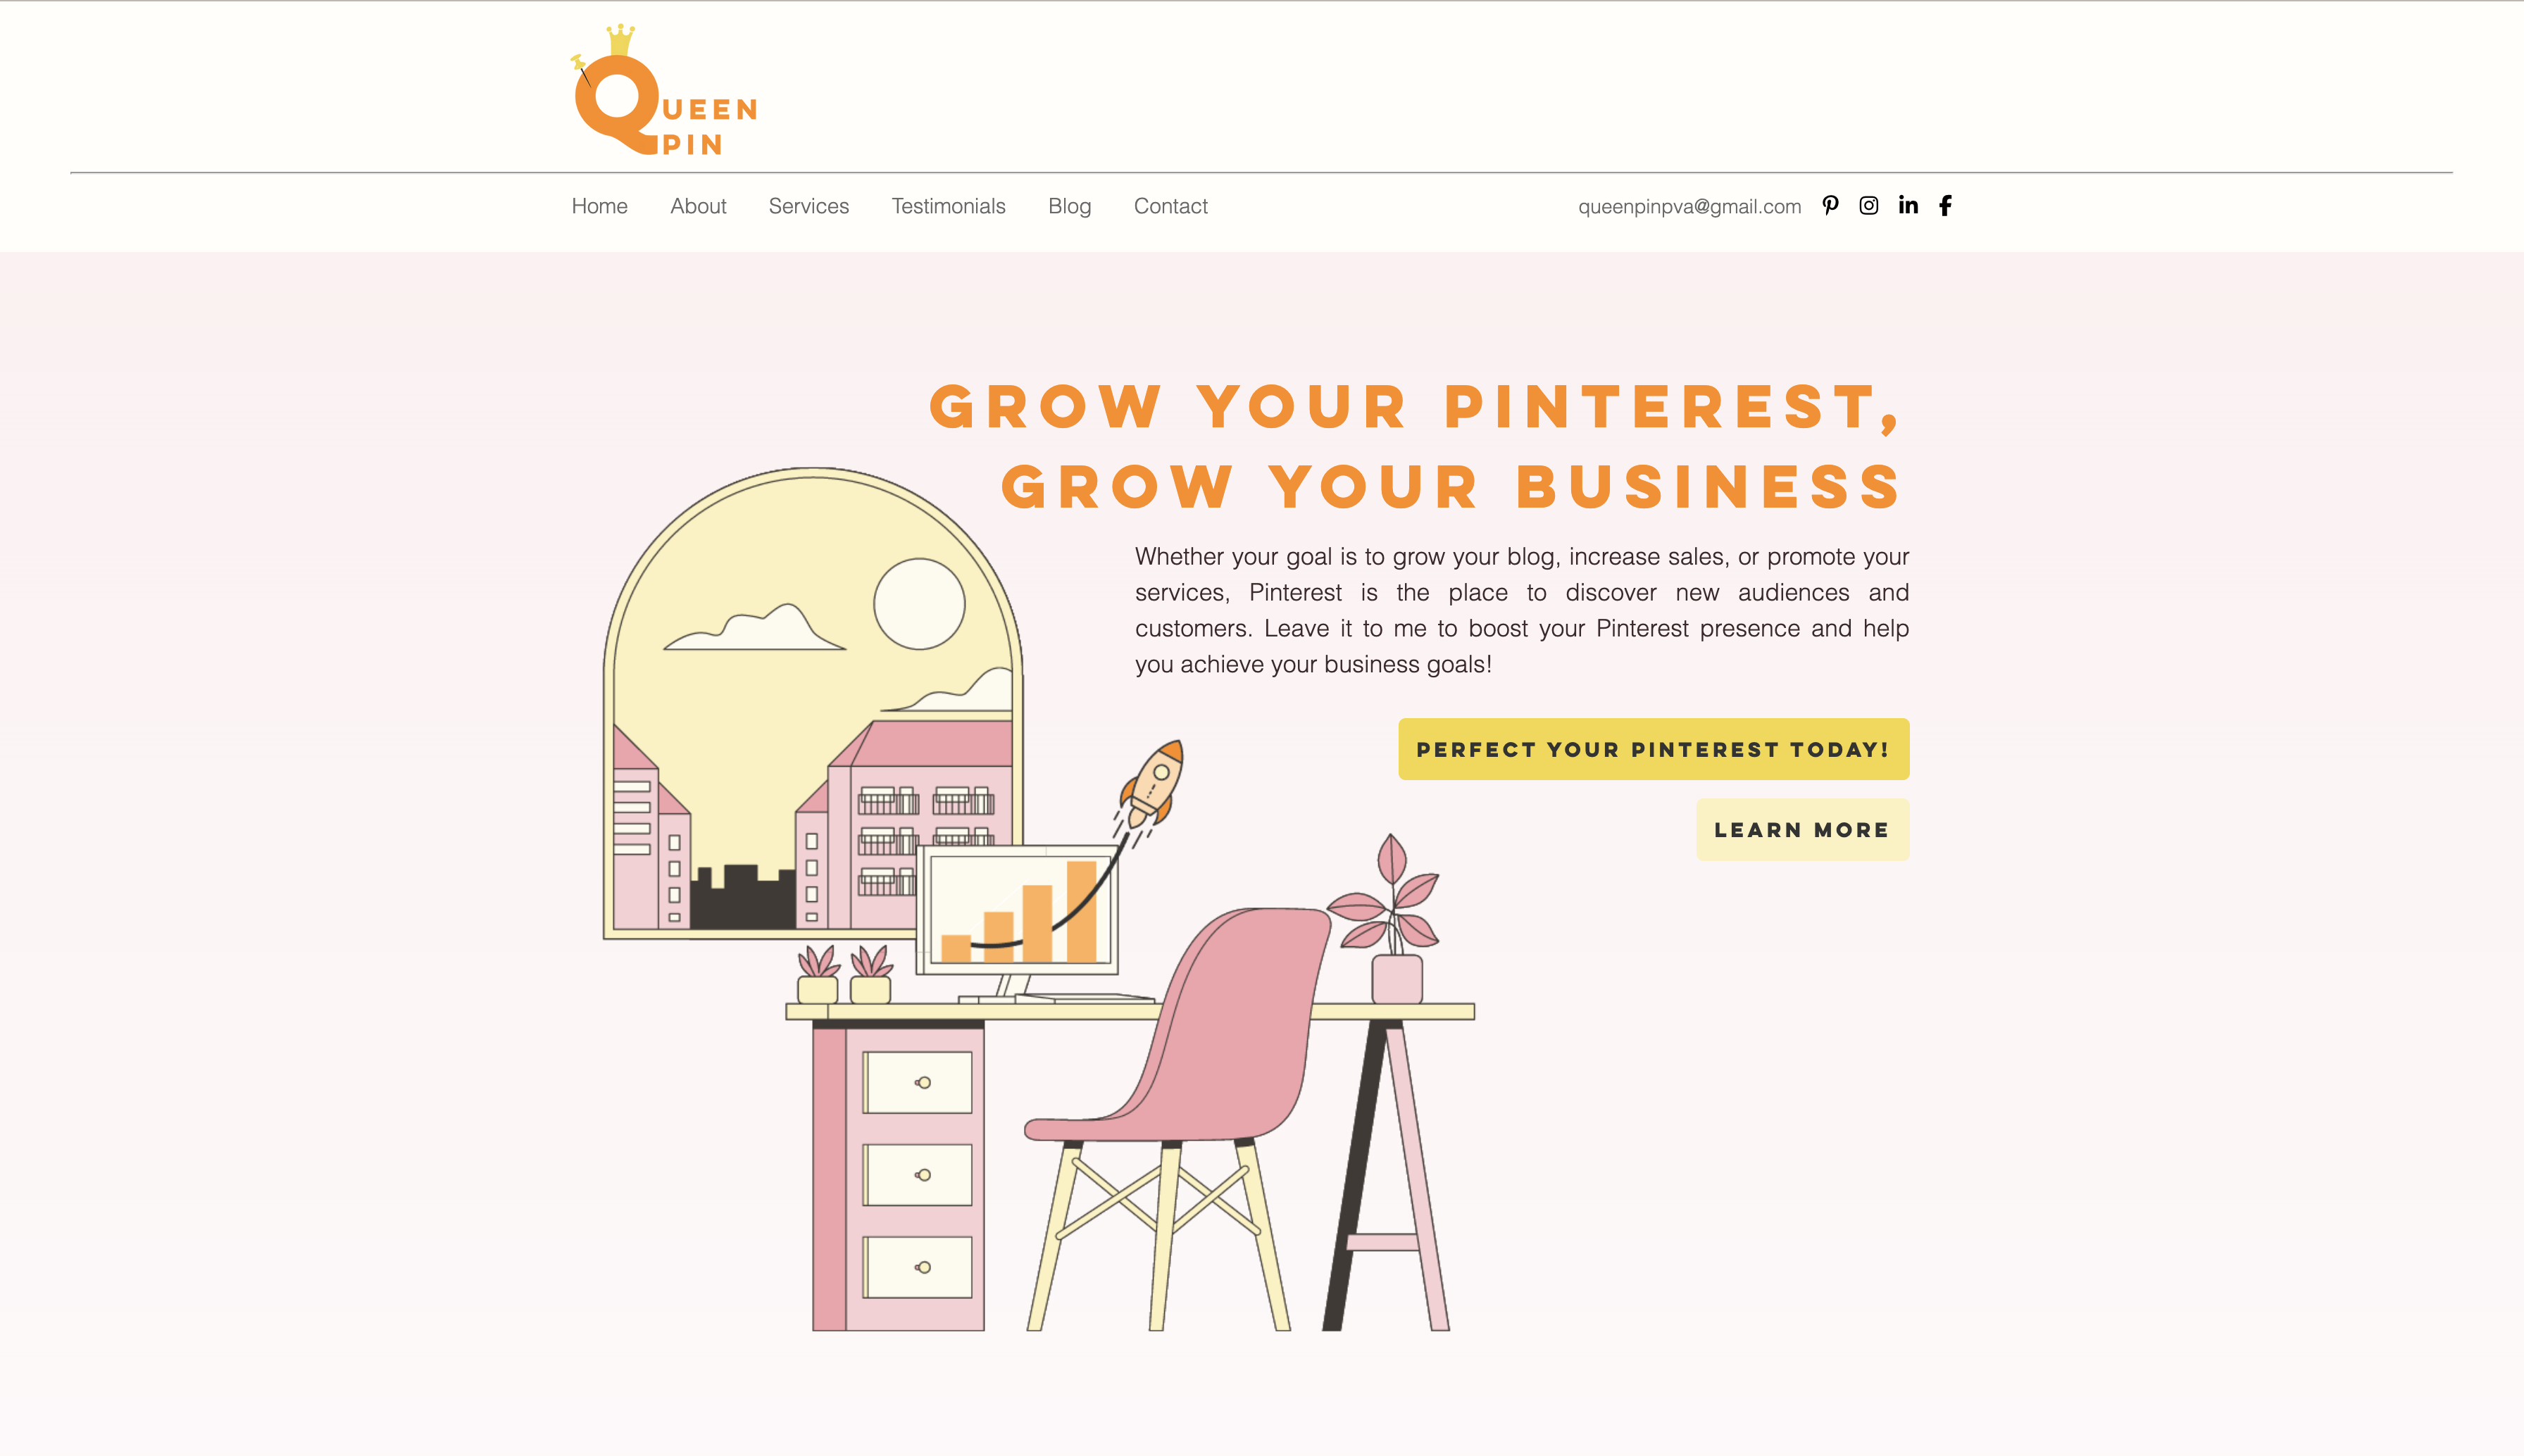 QUEEN
PIN
Home About Services Testimonials Blog Contact queenpinpva@gmail.com
GROW YOUR PINTEREST,
GROW YOUR BUSINESS
Whether your goal is to grow your blog, increase sales, or promote your
services, Pinterest is the place to discover new audiences and
customers. Leave it to me to boost your Pinterest presence and help
you achieve your business goals!
PERFECT YOUR PINTEREST TODAY!
LEARN MORE